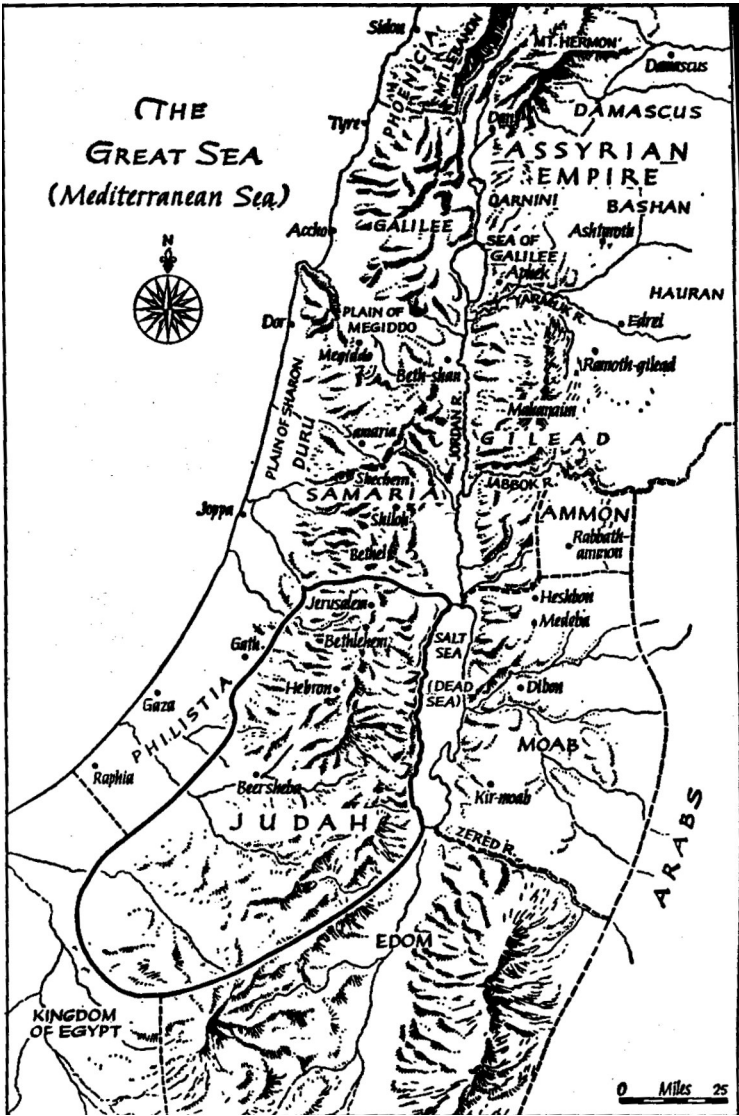 Sidon
PHOENICIA
MT. LEBANON
MT. HERMON
Damascus
THE
GREAT SEA
(Mediterranean Sea)
Tyre
Dan
DAMASCUS
ASSYRIAN
EMPIRE
QARNINI
BASHAN
Accho
GALILEE
SEA OF
GALILEE
Ashtaroth
N
Aphek
YARMUK R.
HAURAN
Dor
PLAIN OF
MEGIDDO
Edrei
Megiddo
Beth-shan
Ramoth-gilead
PLAIN OF SHARON
DURU
JORDAN R.
Mahanaim
Samaria
GILEAD
Shechem
SAMARIA
JABBOK R.
Joppa
Shiloh
AMMON
Bethel
Rabbath-
ammon
Jerusalem
Heshbon
Medeba
Gath
Bethlehem
SALT
SEA
(DEAD
SEA)
Hebron
Dibon
Gaza
PHILISTIA
MOAB
Raphia
Beersheba
Kir-moab
JUDAH
ZERED R.
ARABS
EDOM
KINGDOM
OF EGYPT
0 Miles 25